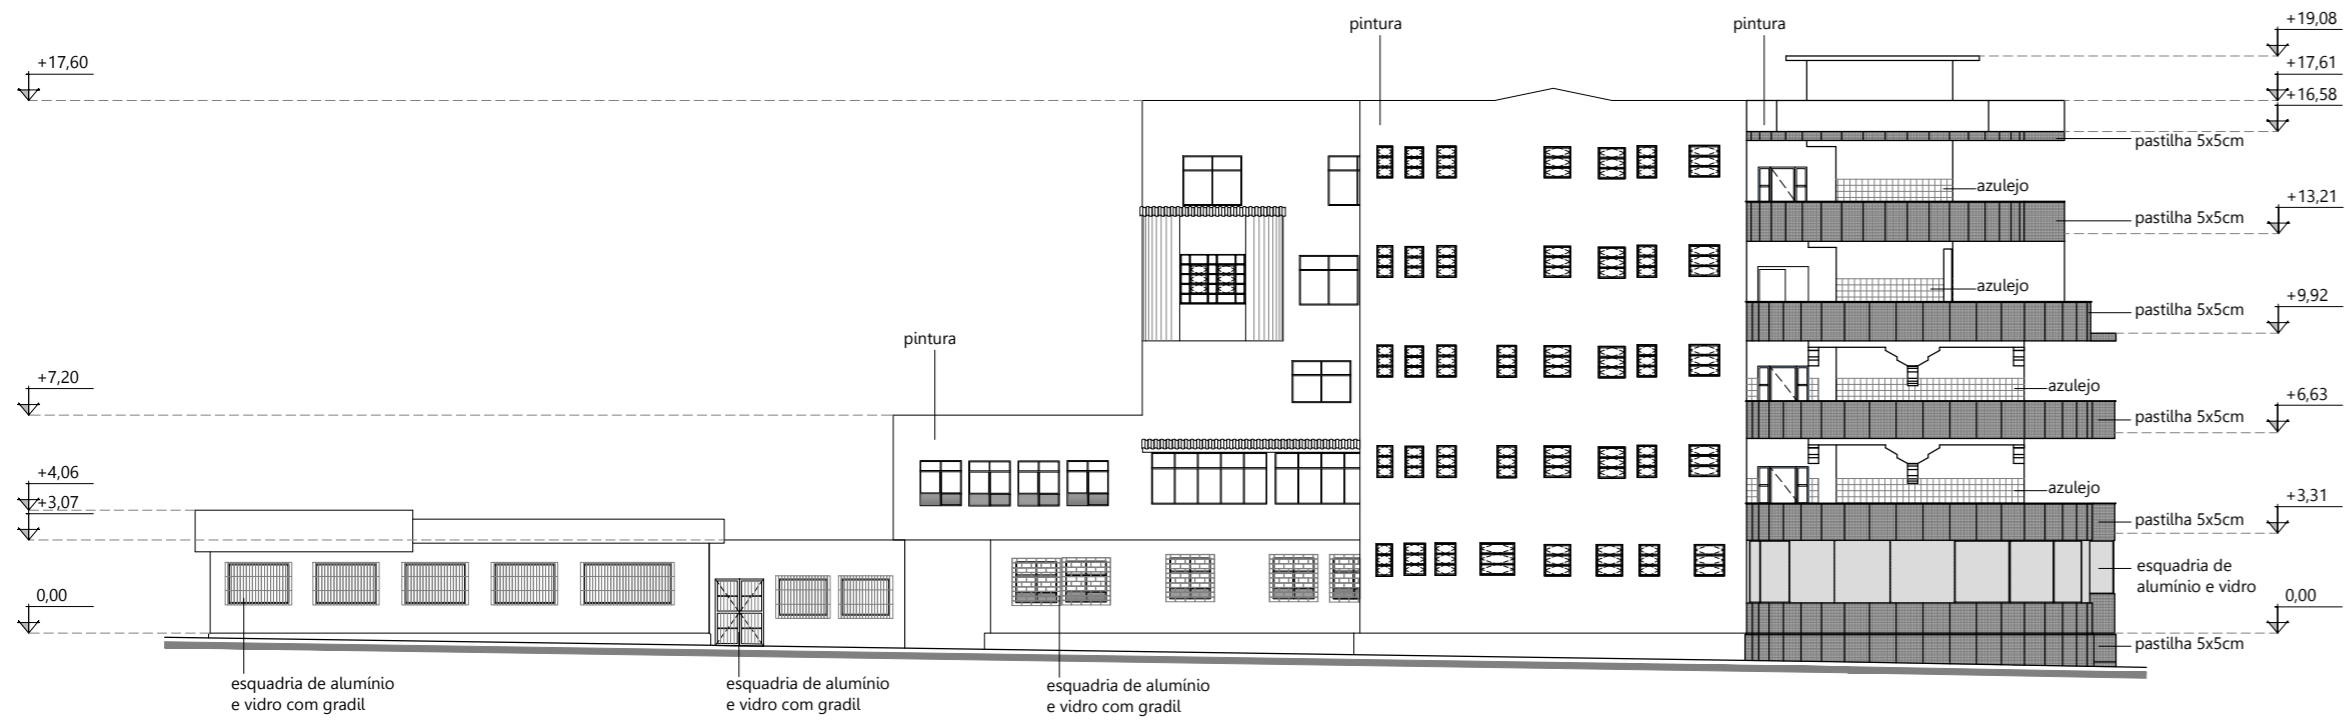 pintura
pintura
+19,08
+17,60
+17,61
+16,58
pastilha 5x5cm
azulejo
+13,21
pastilha 5x5cm
azulejo
+9,92
pastilha 5x5cm
pintura
+7,20
azulejo
+6,63
pastilha 5x5cm
+4,06
+3,07
azulejo
+3,31
pastilha 5x5cm
esquadria de
alumínio e vidro
0,00
0,00
pastilha 5x5cm
esquadria de alumínio
e vidro com gradil
esquadria de alumínio
e vidro com gradil
esquadria de alumínio
e vidro com gradil